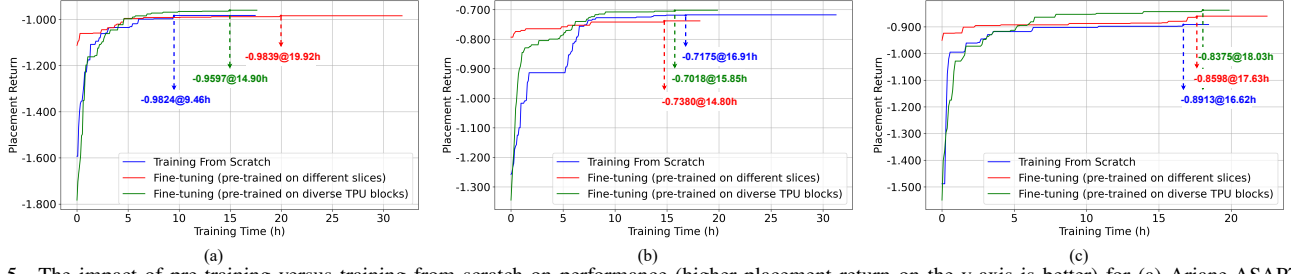 -1.000
-1.200
-1.400
-1.600
-1.800
Placement Return
0 5 10 15 20 25 30
Training Time (h)
-0.9839@19.92h
-0.9597@14.90h
-0.9824@9.46h
Training From Scratch
Fine-tuning (pre-trained on different slices)
Fine-tuning (pre-trained on diverse TPU blocks)
(a)
-0.700
-0.800
-0.900
-1.000
-1.100
-1.200
-1.300
Placement Return
0 5 10 15 20 25 30
Training Time (h)
-0.7175@16.91h
-0.7018@15.85h
-0.7380@14.80h
Training From Scratch
Fine-tuning (pre-trained on different slices)
Fine-tuning (pre-trained on diverse TPU blocks)
(b)
-0.900
-1.000
-1.100
-1.200
-1.300
-1.400
-1.500
Placement Return
0 5 10 15 20
Training Time (h)
-0.8375@18.03h
-0.8598@17.63h
-0.8913@16.62h
Training From Scratch
Fine-tuning (pre-trained on different slices)
Fine-tuning (pre-trained on diverse TPU blocks)
(c)
5. The impact of pre-training versus training from scratch on performance (higher placement return on the y-axis is better) for (a) Ariane